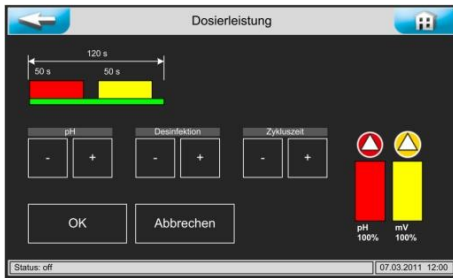 Dosierleistung
120 s
50 s 50 s
pH Desinfektion Zykluszeit
- + - + - +
OK Abbrechen
pH mV
100% 100%
Status: off 07.03.2011 12:00